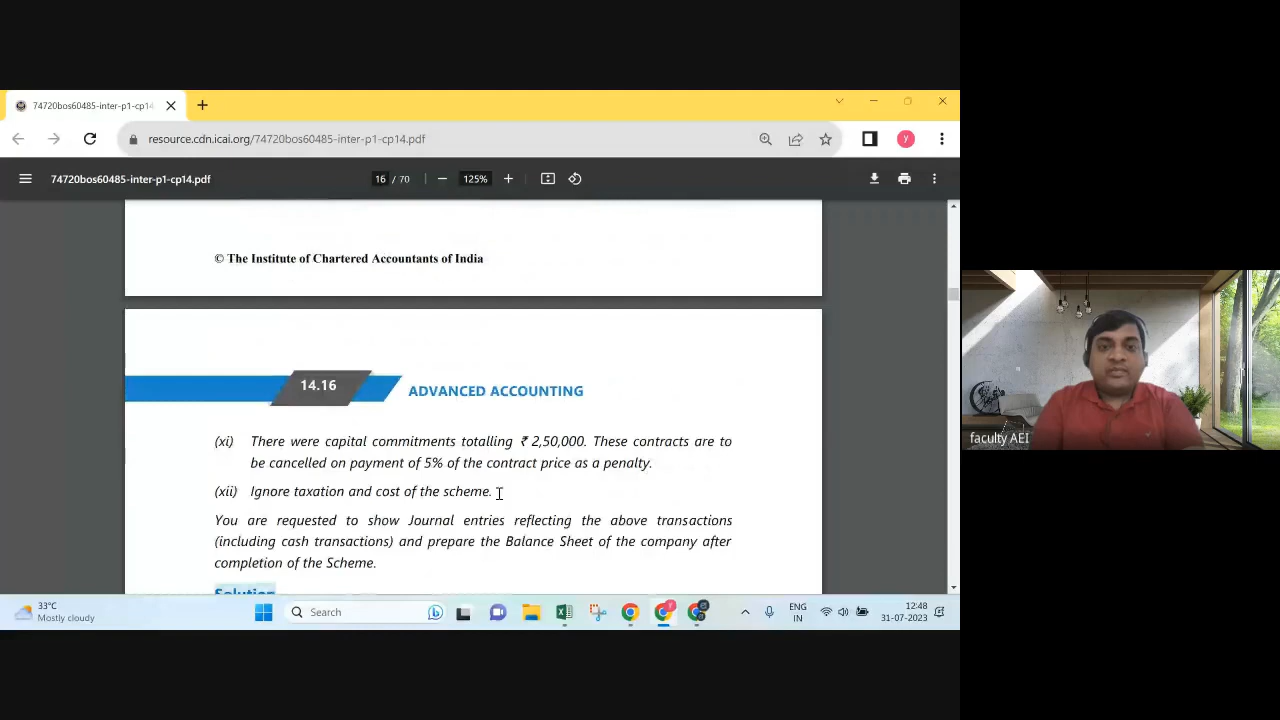 74720bos60485-inter-p1-cp14
resource.cdn.icai.org/74720bos60485-inter-p1-cp14.pdf
y
74720bos60485-inter-p1-cp14.pdf
16 / 70
125%
© The Institute of Chartered Accountants of India
14.16
ADVANCED ACCOUNTING
(xi) There were capital commitments totalling ₹ 2,50,000. These contracts are to
be cancelled on payment of 5% of the contract price as a penalty.
(xii) Ignore taxation and cost of the scheme.
You are requested to show Journal entries reflecting the above transactions
(including cash transactions) and prepare the Balance Sheet of the company after
completion of the Scheme.
Solution
faculty AEI
33°C
Mostly cloudy
Search
ENG
IN
12:48
31-07-2023